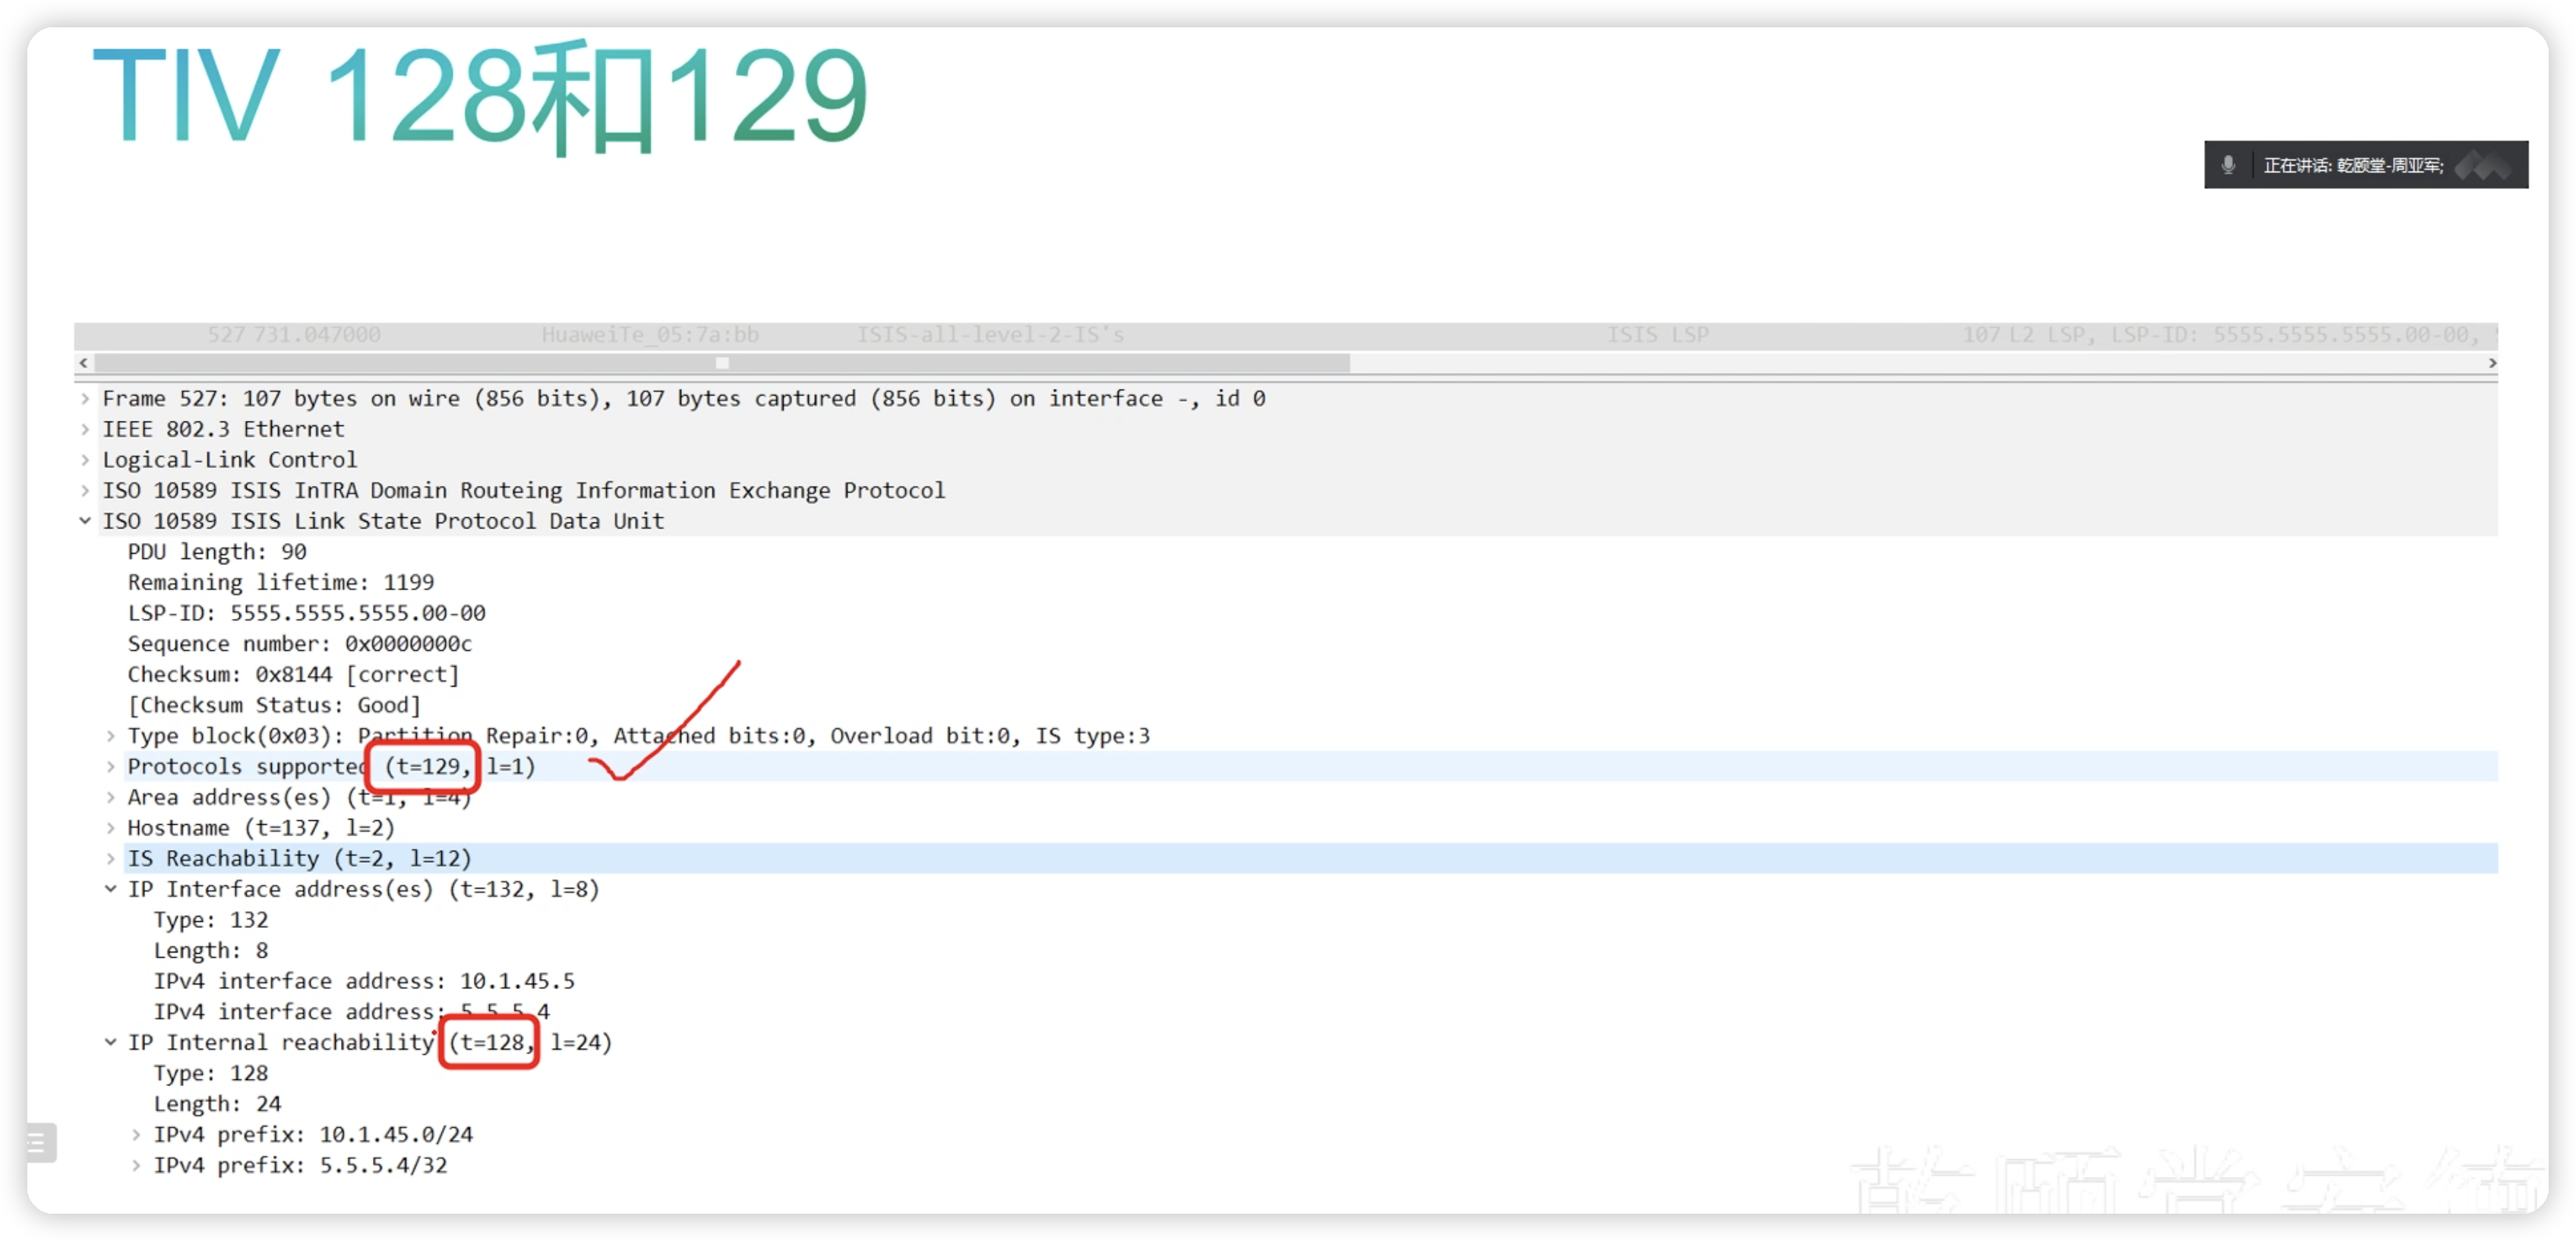 TIV 128和129
正在讲话: 乾颐堂-周亚军;
527 731.047000 HuaweiTe_05:7a:bb ISIS-all-level-2-IS's ISIS LSP 107 L2 LSP, LSP-ID: 5555.5555.5555.00-00,
Frame 527: 107 bytes on wire (856 bits), 107 bytes captured (856 bits) on interface -, id 0
IEEE 802.3 Ethernet
Logical-Link Control
ISO 10589 ISIS InTRA Domain Routeing Information Exchange Protocol
ISO 10589 ISIS Link State Protocol Data Unit
PDU length: 90
Remaining lifetime: 1199
LSP-ID: 5555.5555.5555.00-00
Sequence number: 0x0000000c
Checksum: 0x8144 [correct]
[Checksum Status: Good]
Type block(0x03): Partition Repair:0, Attached bits:0, Overload bit:0, IS type:3
Protocols supported (t=129, l=1)
Area address(es) (t=1, l=4)
Hostname (t=137, l=2)
IS Reachability (t=2, l=12)
IP Interface address(es) (t=132, l=8)
Type: 132
Length: 8
IPv4 interface address: 10.1.45.5
IPv4 interface address: 5.5.5.4
IP Internal reachability (t=128, l=24)
Type: 128
Length: 24
IPv4 prefix: 10.1.45.0/24
IPv4 prefix: 5.5.5.4/32
乾颐堂安德